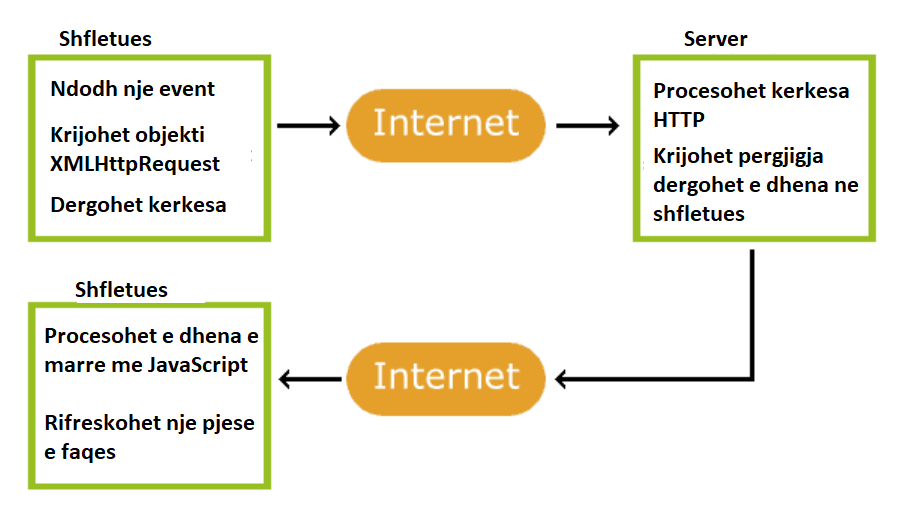 Shfletues
Ndodh nje event
Krijohet objekti
XMLHttpRequest
Dergohet kerkesa
Internet
Server
Procesohet kerkesa
HTTP
Krijohet pergjigja
dergohet e dhena ne
shfletues
Shfletues
Procesohet e dhena e
marre me JavaScript
Rifreskohet nje pjese
e faqes
Internet